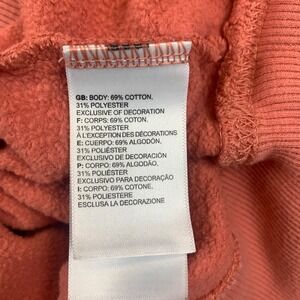 GB: BODY: 69% COTTON,
31% POLYESTER
EXCLUSIVE OF DECORATION
F: CORPS: 69% COTON,
31% POLYESTER
À L'EXCEPTION DES DÉCORATIONS
E: CUERPO: 69% ALGODÓN,
31% POLIÉSTER
EXCLUSIVO DE DECORACIÓN
P: CORPO: 69% ALGODÃO,
31% POLIÉSTER
EXCLUSIVO PARA DECORAÇÃO
I: CORPO: 69% COTONE,
31% POLIESTERE
ESCLUSA LA DECORAZIONE